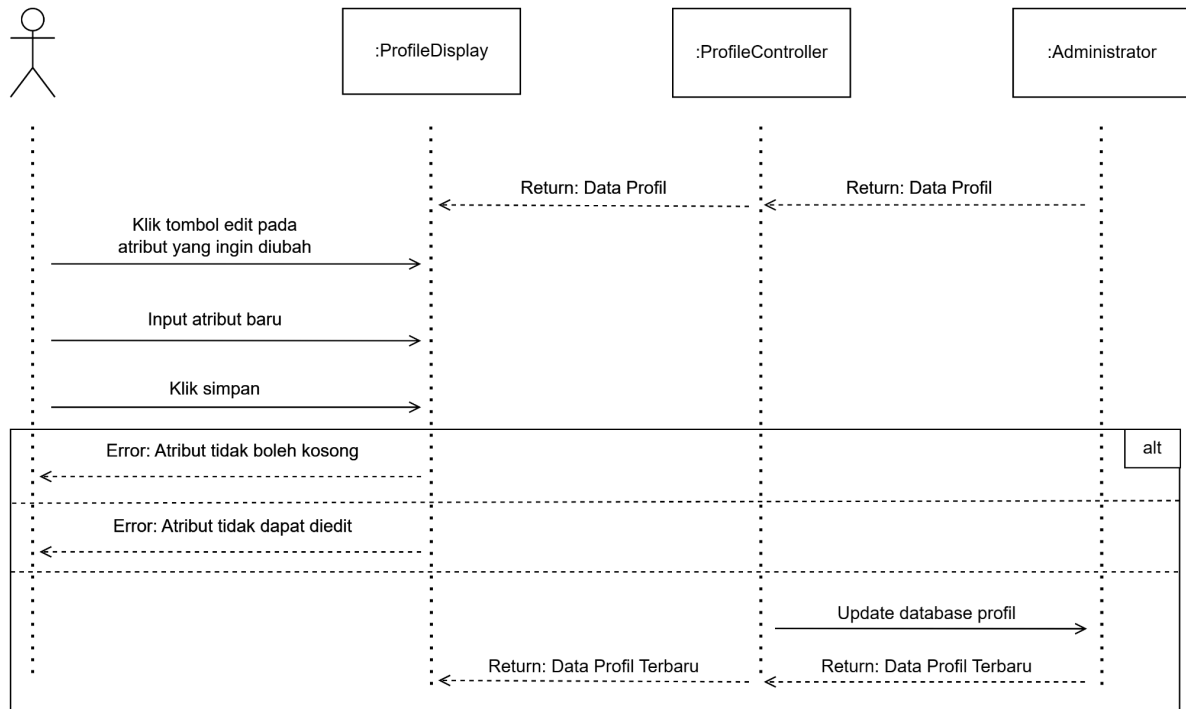 :ProfileDisplay
:ProfileController
:Administrator
Return: Data Profil
Return: Data Profil
Klik tombol edit pada
atribut yang ingin diubah
Input atribut baru
Klik simpan
alt
Error: Atribut tidak boleh kosong
Error: Atribut tidak dapat diedit
Update database profil
Return: Data Profil Terbaru
Return: Data Profil Terbaru